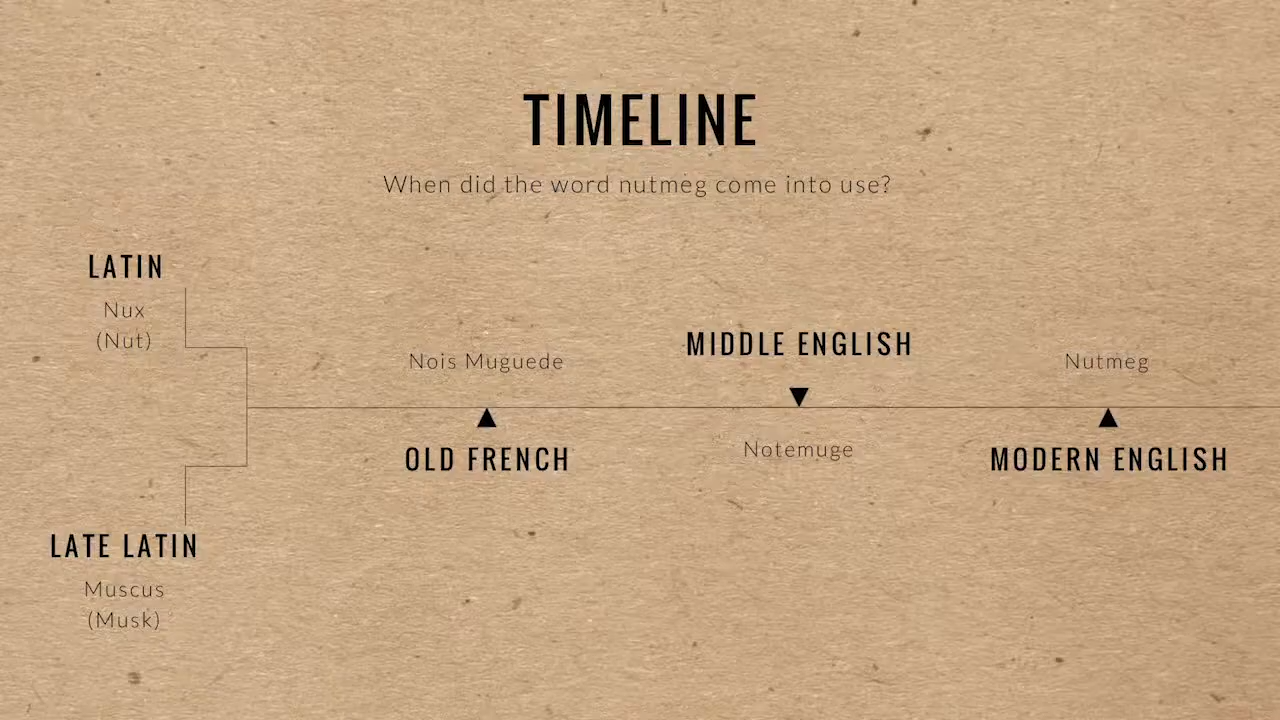 TIMELINE
When did the word nutmeg come into use?
LATIN
Nux
(Nut)
LATE LATIN
Muscus
(Musk)
Nois Muguede
OLD FRENCH
MIDDLE ENGLISH
Notemuge
Nutmeg
MODERN ENGLISH